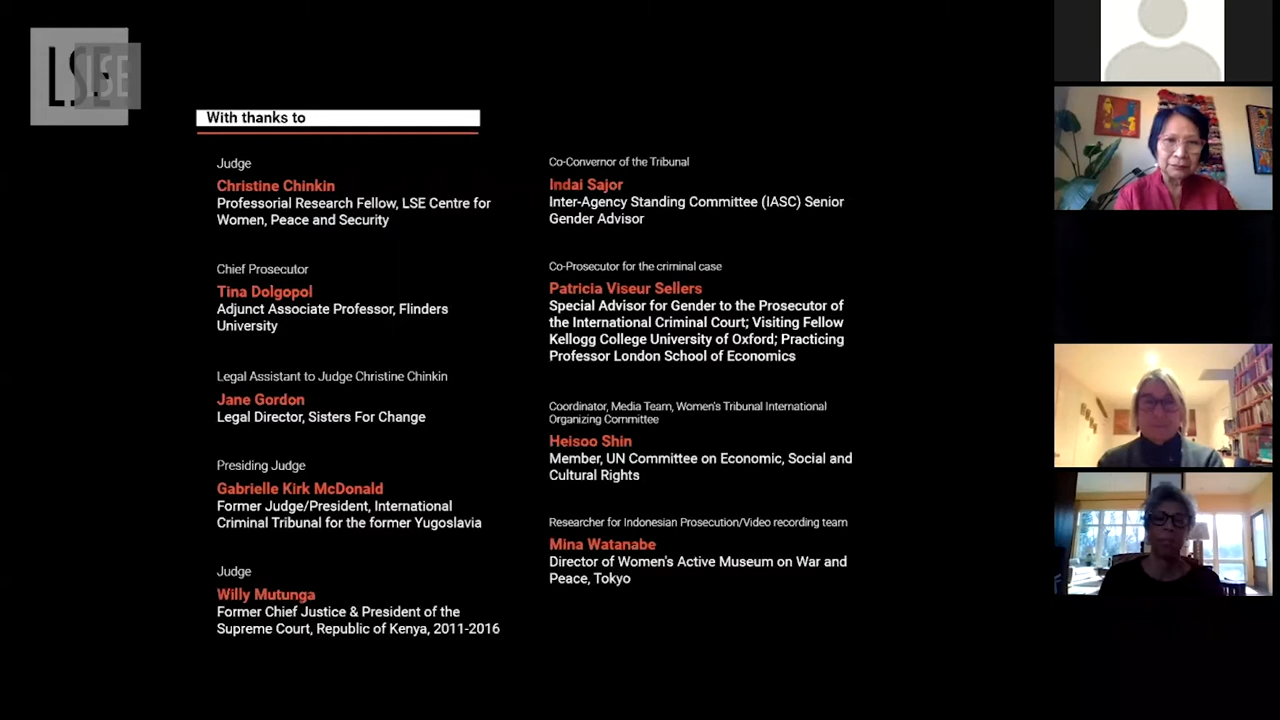 LSE
LSE
With thanks to
Judge
Christine Chinkin
Professorial Research Fellow, LSE Centre for
Women, Peace and Security
Chief Prosecutor
Tina Dolgopol
Adjunct Associate Professor, Flinders
University
Legal Assistant to Judge Christine Chinkin
Jane Gordon
Legal Director, Sisters For Change
Presiding Judge
Gabrielle Kirk McDonald
Former Judge/President, International
Criminal Tribunal for the former Yugoslavia
Judge
Willy Mutunga
Former Chief Justice & President of the
Supreme Court, Republic of Kenya, 2011-2016
Co-Convernor of the Tribunal
Indai Sajor
Inter-Agency Standing Committee (IASC) Senior
Gender Advisor
Co-Prosecutor for the criminal case
Patricia Viseur Sellers
Special Advisor for Gender to the Prosecutor of
the International Criminal Court; Visiting Fellow
Kellogg College University of Oxford; Practicing
Professor London School of Economics
Coordinator, Media Team, Women's Tribunal International
Organizing Committee
Heisoo Shin
Member, UN Committee on Economic, Social and
Cultural Rights
Researcher for Indonesian Prosecution/Video recording team
Mina Watanabe
Director of Women's Active Museum on War and
Peace, Tokyo